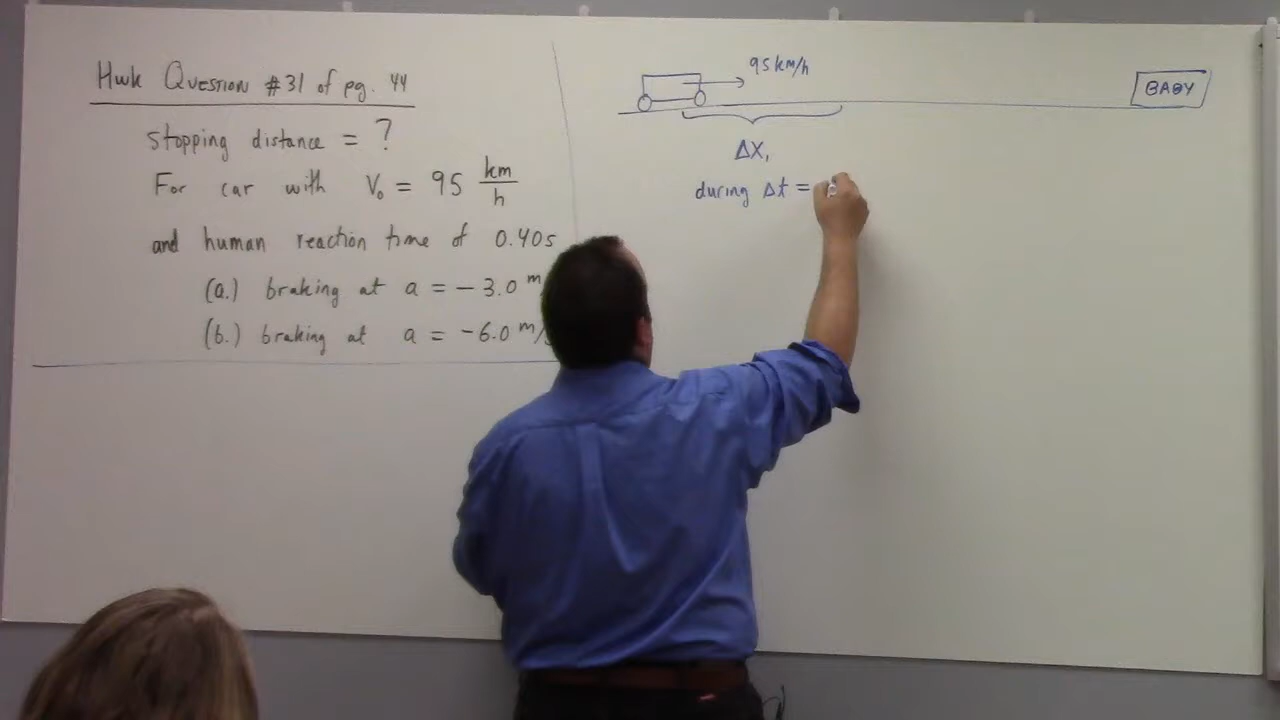 Hwk Question #31 of pg. 44
stopping distance = ?
For car with V₀ = 95 km/h
and human reaction time of 0.40s
(a.) braking at a = -3.0 m
(b.) braking at a = -6.0 m/
95 km/h
BABY
ΔX₁
during Δt =